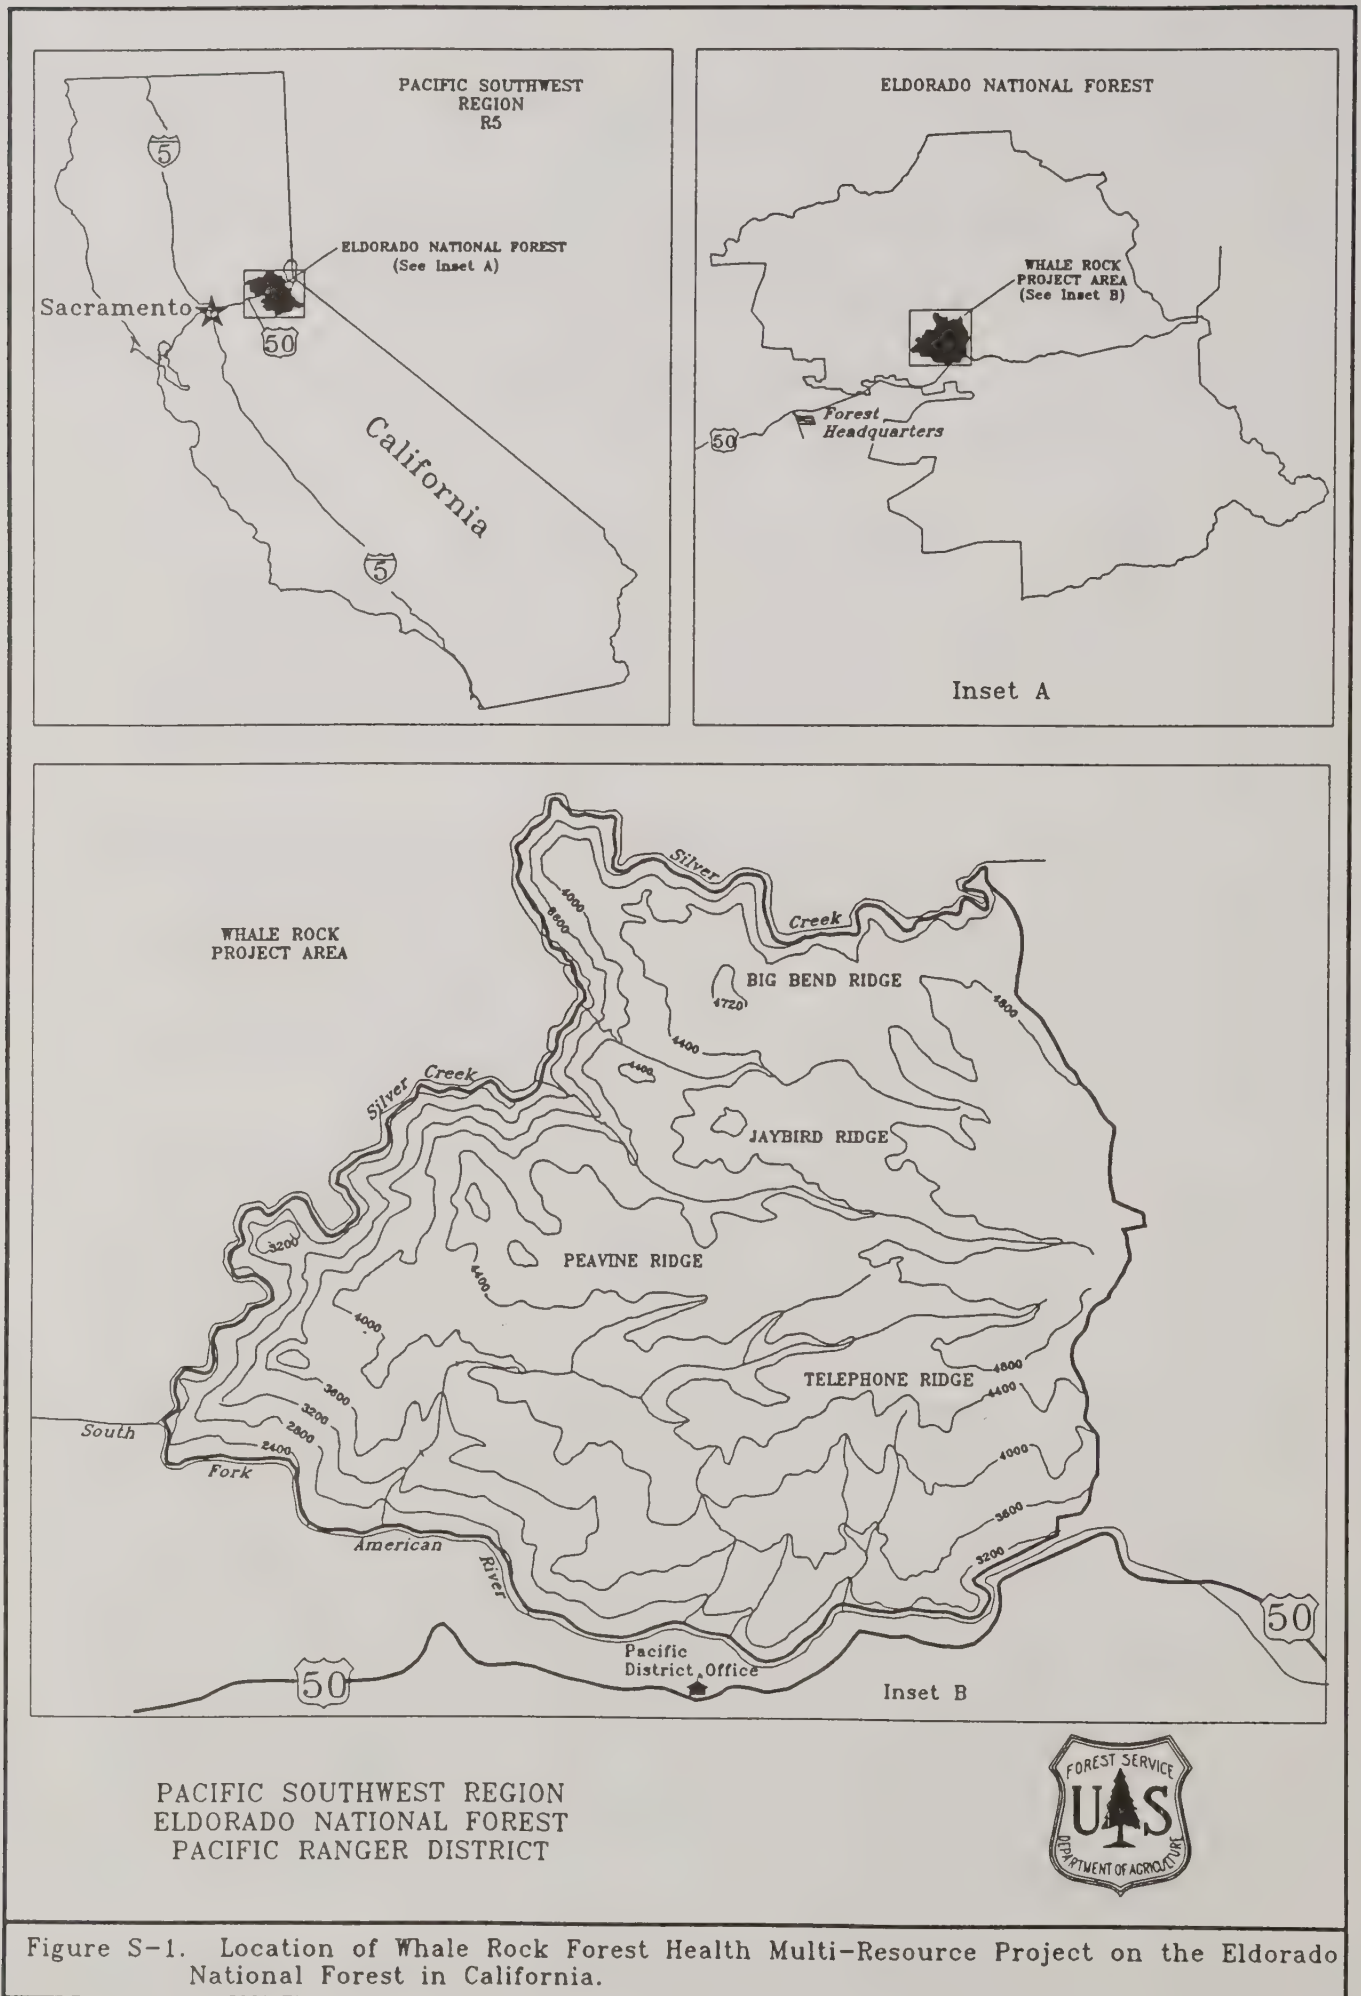 PACIFIC SOUTHWEST
REGION
R5
5
ELDORADO NATIONAL FOREST
(See Inset A)
Sacramento
50
California
5
ELDORADO NATIONAL FOREST
WHALE ROCK
PROJECT AREA
(See Inset B)
Forest
Headquarters
50
Inset A
WHALE ROCK
PROJECT AREA
Silver
Creek
4000
BIG BEND RIDGE
4720
4800
4400
4400
Silver Creek
JAYBIRD RIDGE
3200
PEAVINE RIDGE
4400
4000
TELEPHONE RIDGE
4800
4400
3600
3200
2800
2400
4000
3600
3200
South
Fork
American
River
50
Pacific
District Office
50
Inset B
PACIFIC SOUTHWEST REGION
ELDORADO NATIONAL FOREST
PACIFIC RANGER DISTRICT
FOREST SERVICE
U S
DEPARTMENT OF AGRICULTURE
Figure S-1. Location of Whale Rock Forest Health Multi-Resource Project on the Eldorado
National Forest in California.